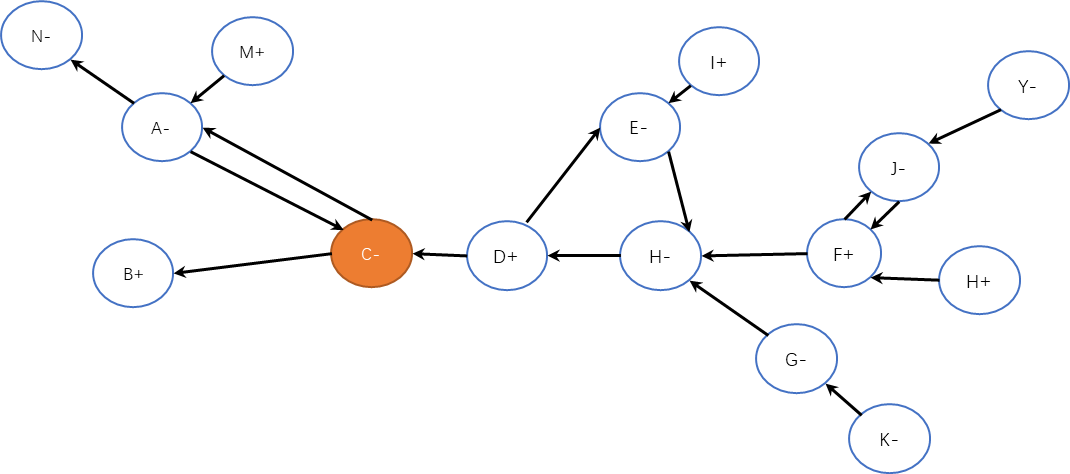 N-
M+
I+
Y-
A-
E-
J-
C-
D+
H-
F+
B+
H+
G-
K-